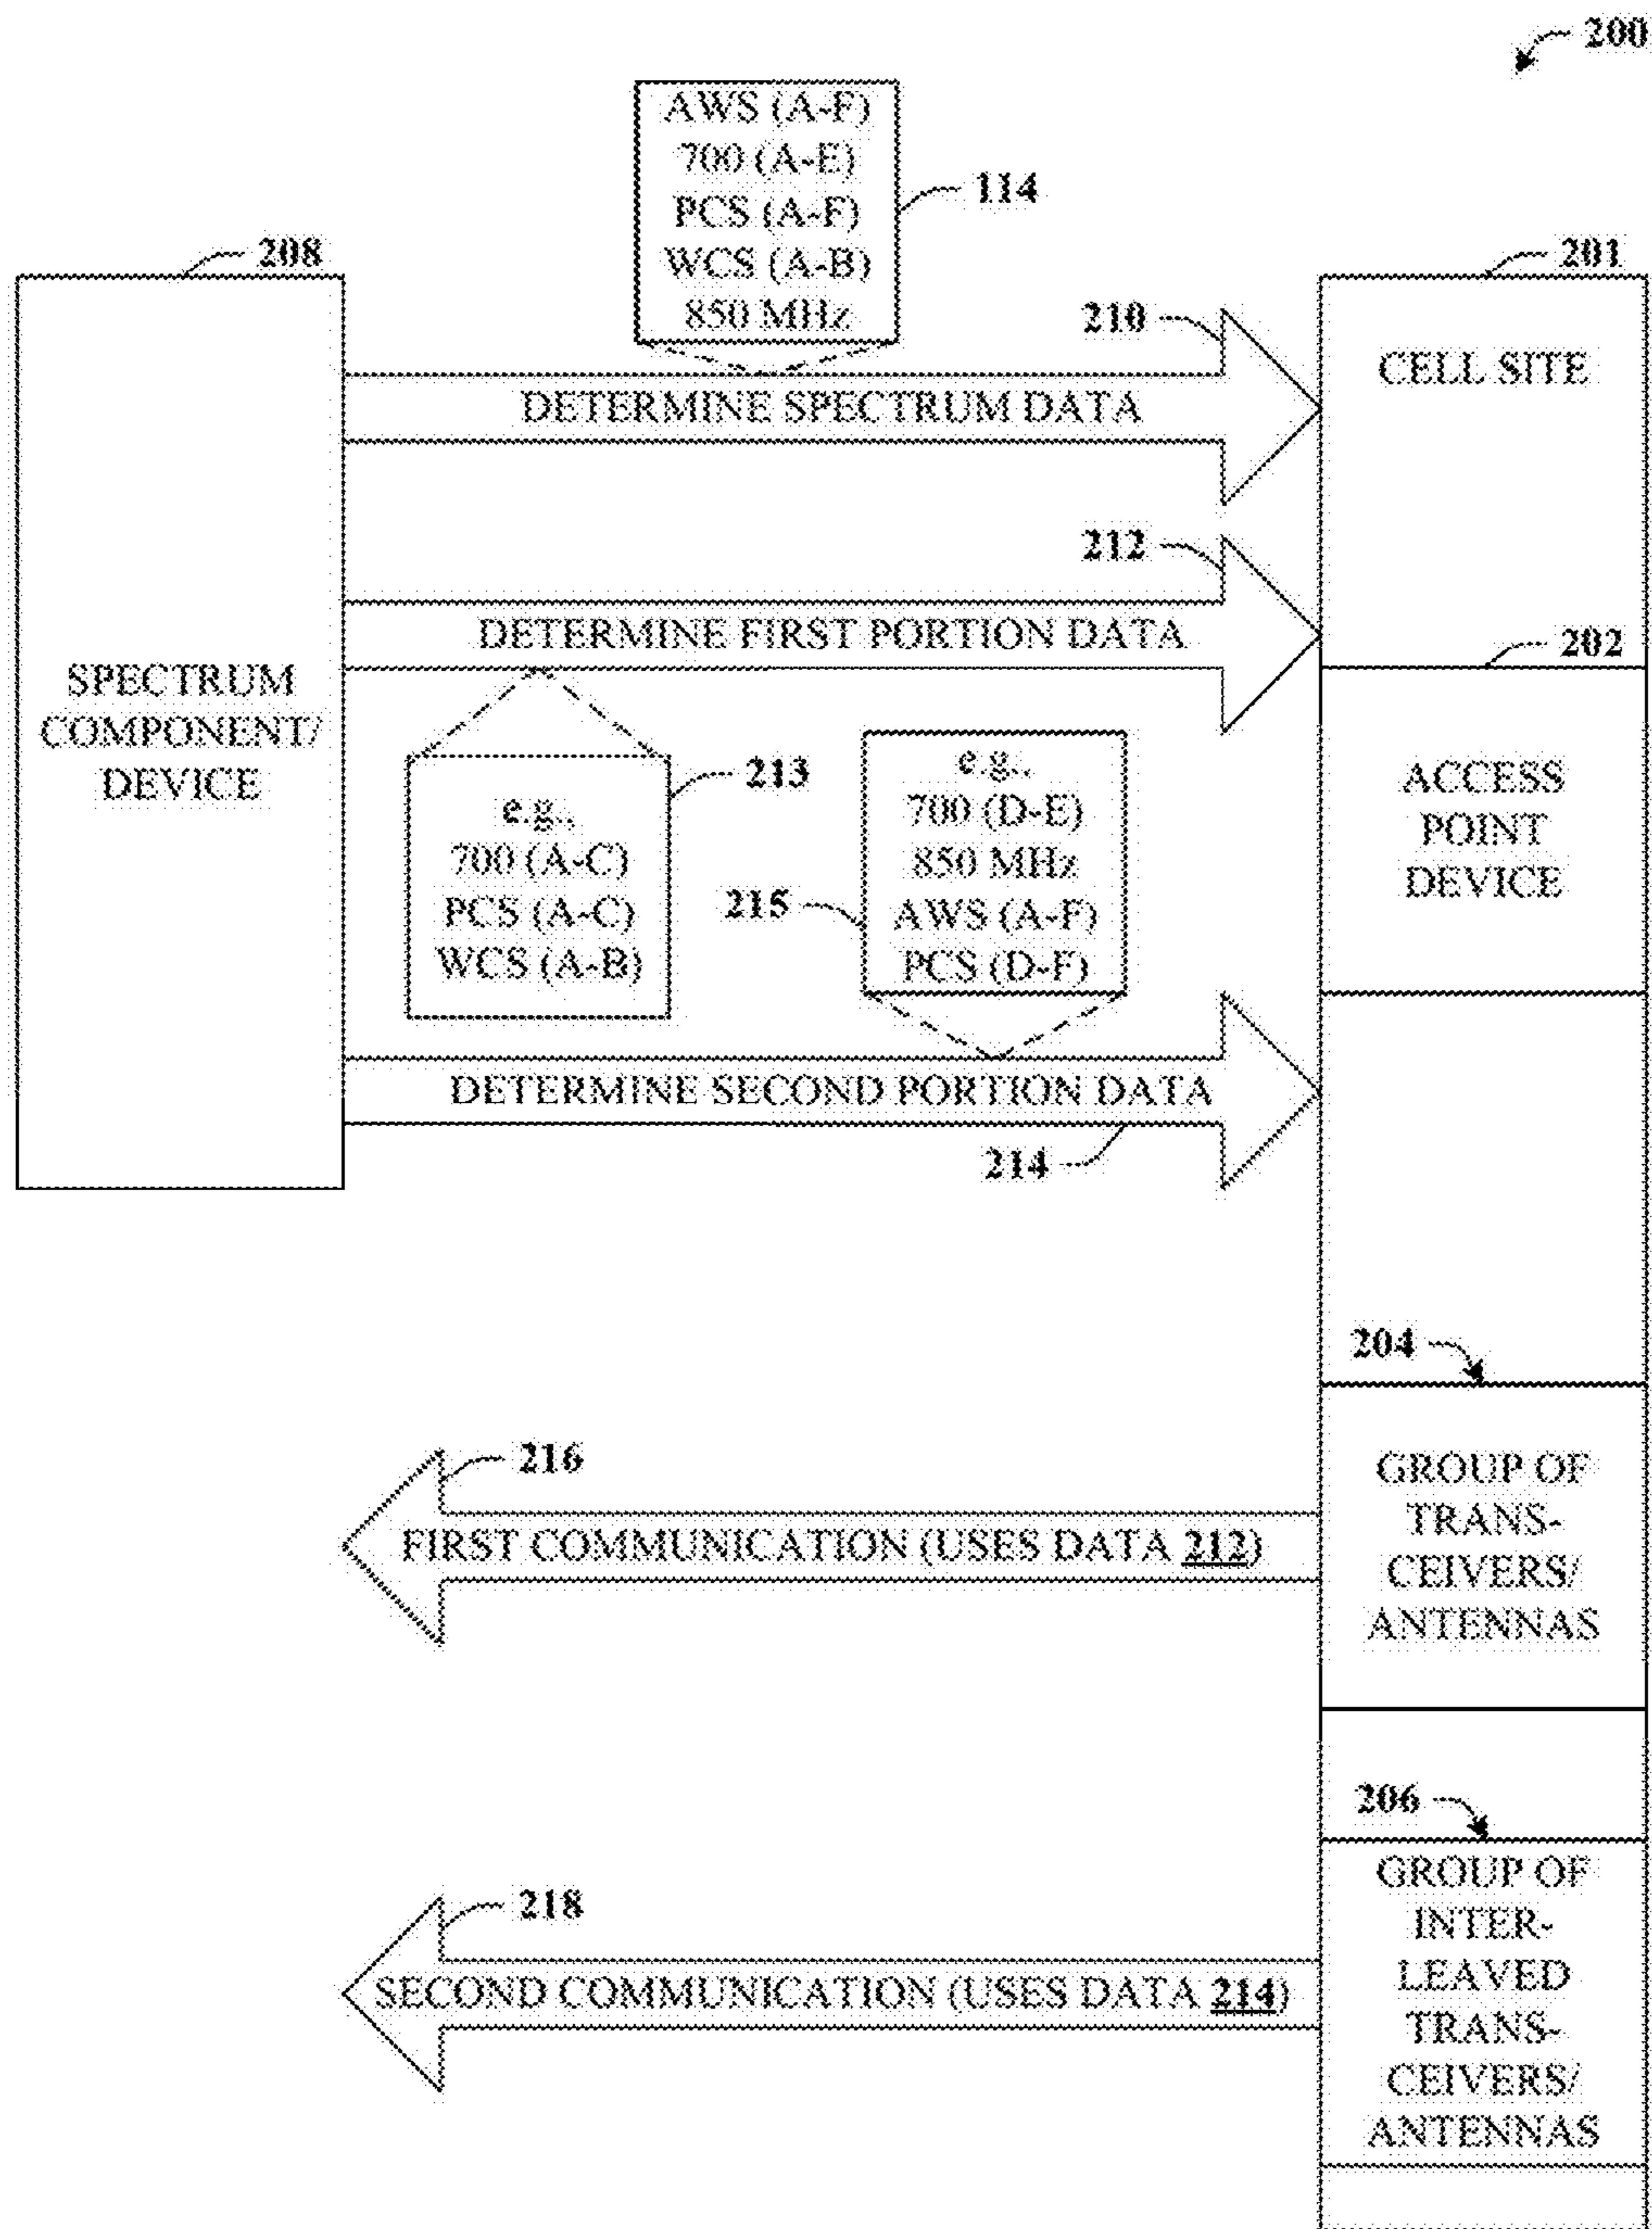 200
AWS (A-F)
700 (A-E)
PCS (A-F)
WCS (A-B)
850 MHz
114
208
201
210
CELL SITE
DETERMINE SPECTRUM DATA
212
DETERMINE FIRST PORTION DATA
202
SPECTRUM
COMPONENT/
DEVICE
213
e.g.,
700 (A-C)
PCS (A-C)
WCS (A-B)
215
e.g.,
700 (D-E)
850 MHz
AWS (A-F)
PCS (D-F)
ACCESS
POINT
DEVICE
DETERMINE SECOND PORTION DATA
214
204
216
FIRST COMMUNICATION (USES DATA 212)
GROUP OF
TRANS-
CEIVERS/
ANTENNAS
206
218
SECOND COMMUNICATION (USES DATA 214)
GROUP OF
INTER-
LEAVED
TRANS-
CEIVERS/
ANTENNAS